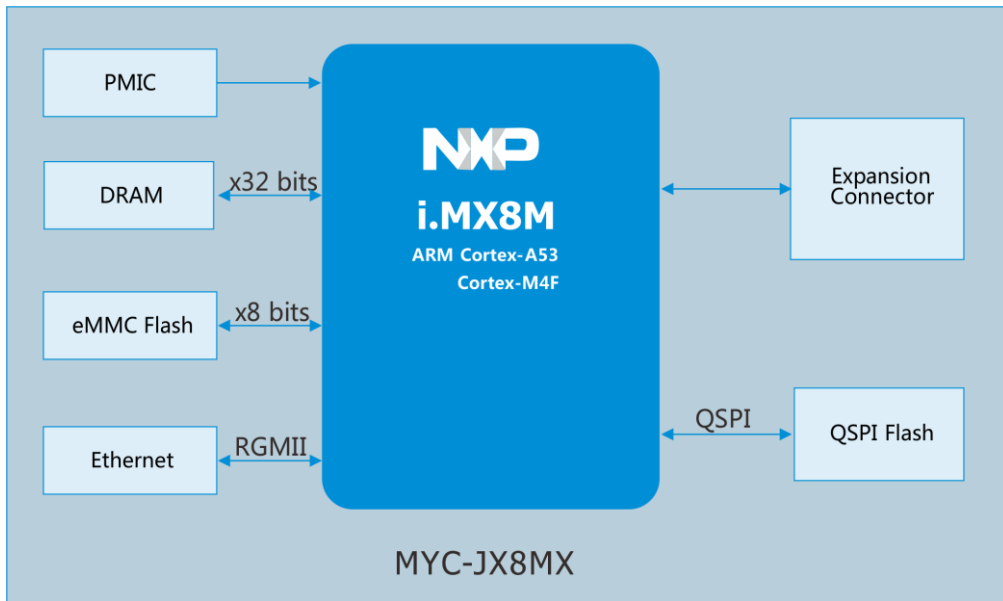 PMIC
DRAM
x32 bits
eMMC Flash
x8 bits
Ethernet
RGMII
NXP
i.MX8M
ARM Cortex-A53
Cortex-M4F
Expansion
Connector
QSPI
QSPI Flash
MYC-JX8MX